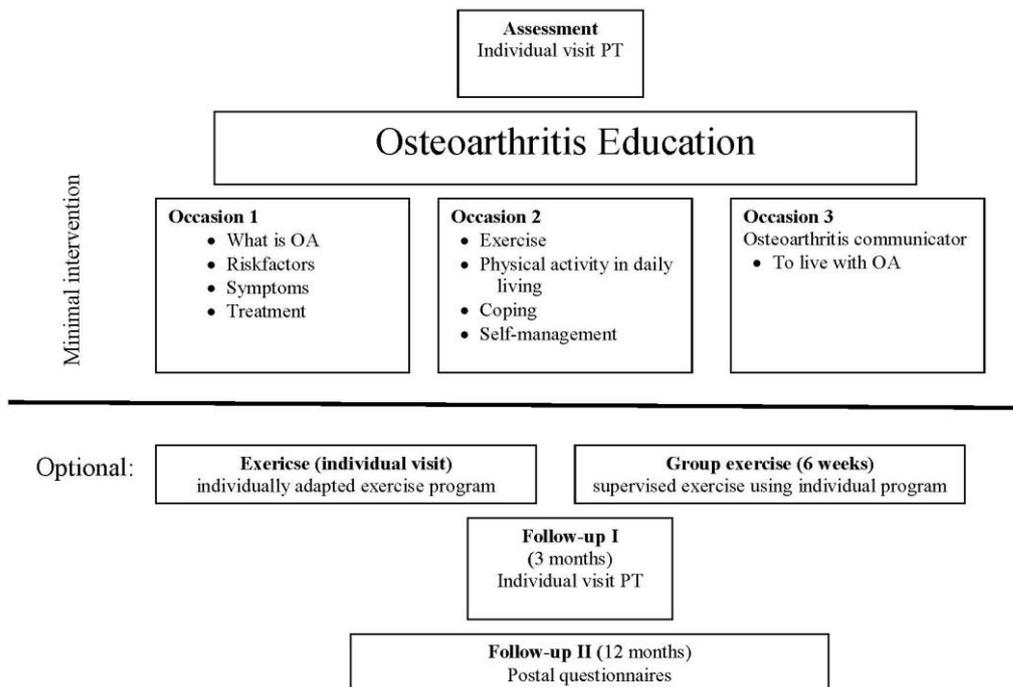 Assessment
Individual visit PT
Osteoarthritis Education
Minimal intervention
Occasion 1
• What is OA
• Riskfactors
• Symptoms
• Treatment
Occasion 2
• Exercise
• Physical activity in daily
living
• Coping
• Self-management
Occasion 3
Osteoarthritis communicator
• To live with OA
Optional:
Exericse (individual visit)
individually adapted exercise program
Group exercise (6 weeks)
supervised exercise using individual program
Follow-up I
(3 months)
Individual visit PT
Follow-up II (12 months)
Postal questionnaires